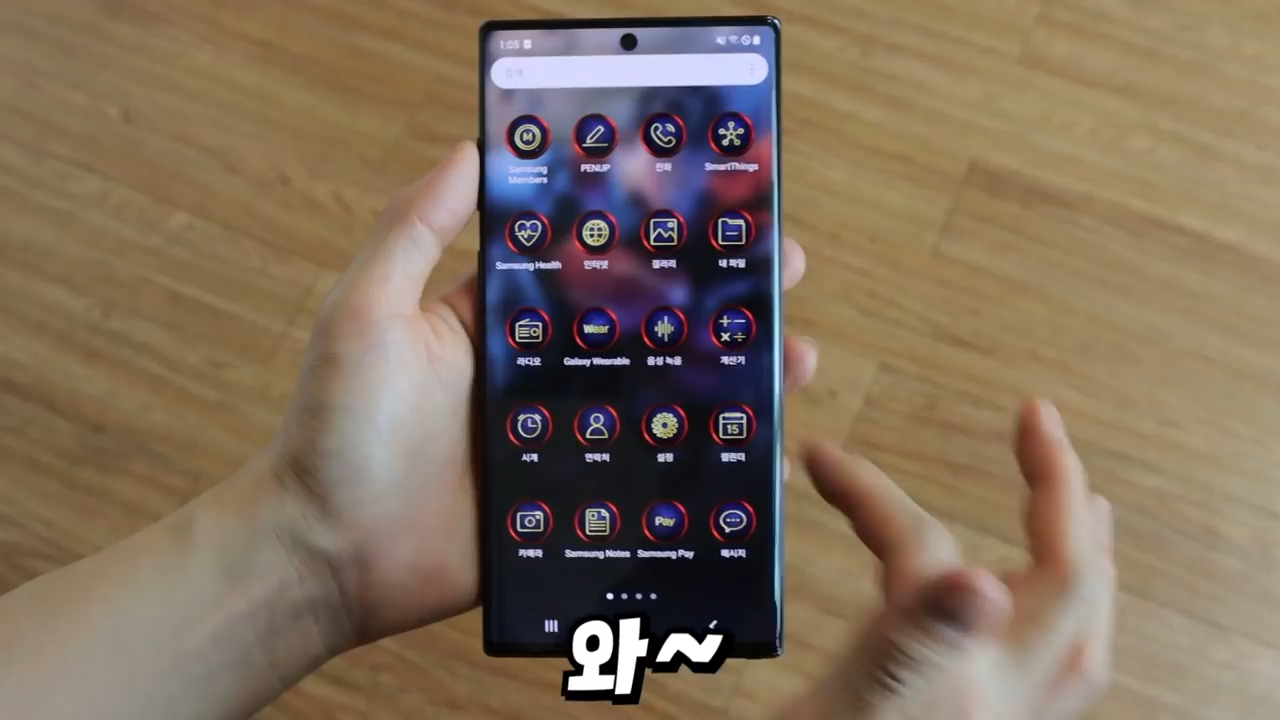 1:05
검색
M
Samsung Members
PENUP
전화
SmartThings
Samsung Health
인터넷
갤러리
내 파일
Wear
라디오
Galaxy Wearable
음성 녹음
계산기
15
시계
연락처
설정
캘린더
Pay
카메라
Samsung Notes
Samsung Pay
메시지
와~